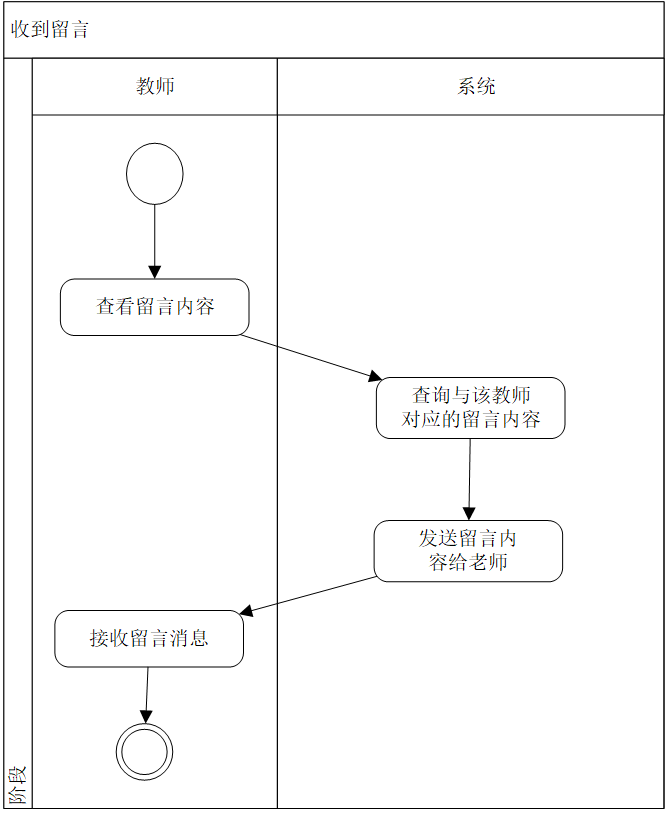 收到留言
教师
系统
查看留言内容
查询与该教师
对应的留言内容
发送留言内
容给老师
接收留言消息
阶段